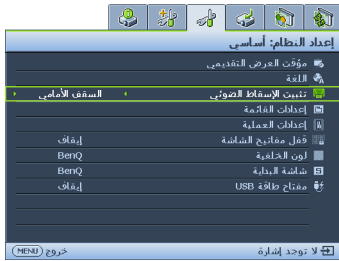 إعداد النظام: أساسي
مؤقت العرض التقديمي
اللغة
تثبيت الإسقاط الضوئي السقف الأمامي
إعدادات القائمة
إعدادات العملية
قفل مفاتيح الشاشة إيقاف
لون الخلفية BenQ
شاشة البداية BenQ
مفتاح طاقة USB إيقاف
لا توجد إشارة خروج (MENU)